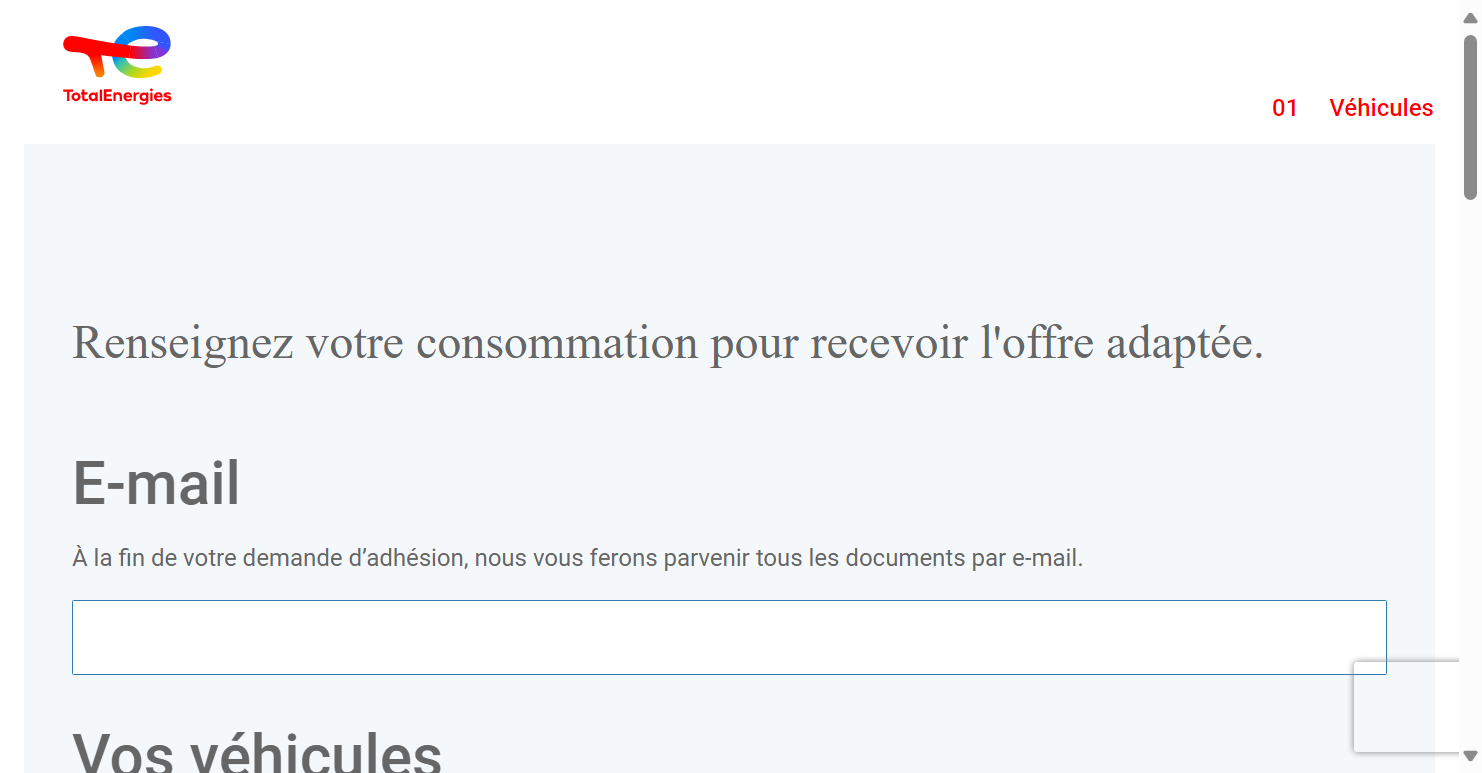 TotalEnergies
01 Véhicules
Renseignez votre consommation pour recevoir l'offre adaptée.
E-mail
À la fin de votre demande d’adhésion, nous vous ferons parvenir tous les documents par e-mail.
Vos véhicules